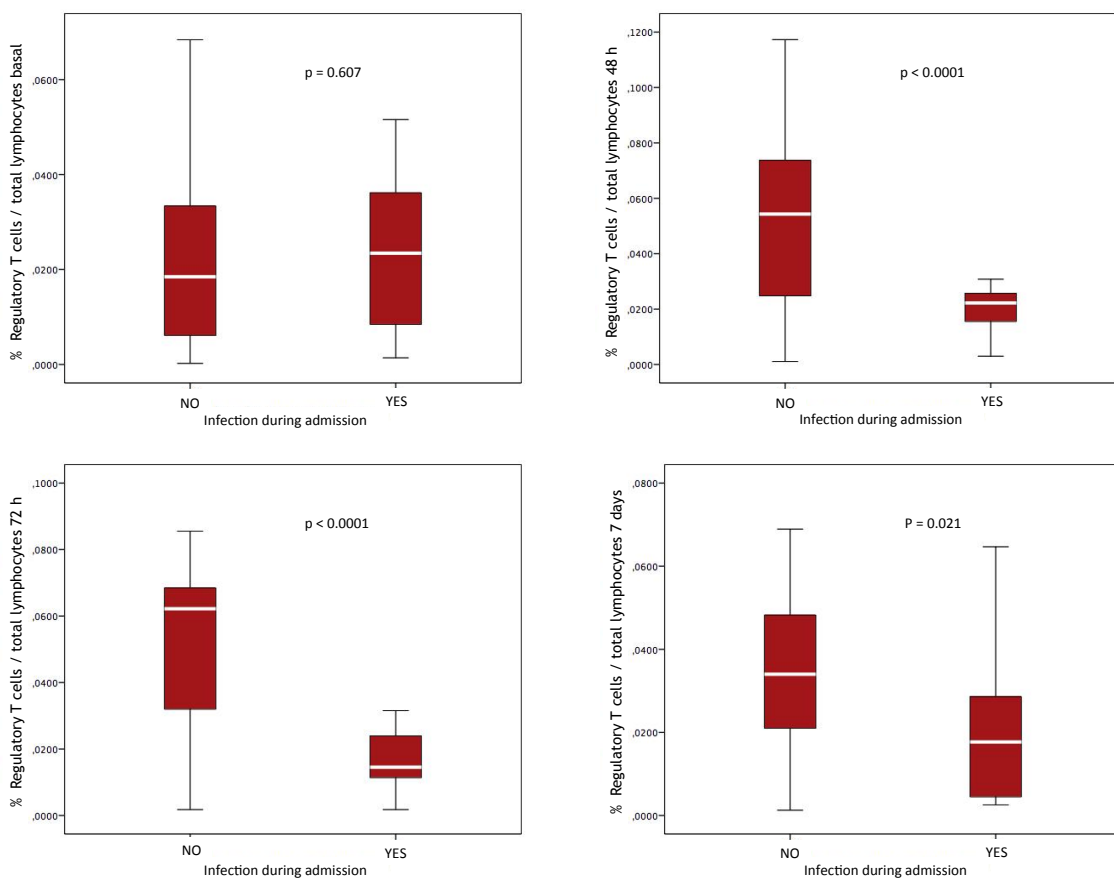 % Regulatory T cells / total lymphocytes basal
,0600
,0400
,0200
,0000
p = 0.607
NO
YES
Infection during admission
% Regulatory T cells / total lymphocytes 48 h
,1200
,1000
,0800
,0600
,0400
,0200
,0000
p < 0.0001
NO
YES
Infection during admission
% Regulatory T cells / total lymphocytes 72 h
,1000
,0800
,0600
,0400
,0200
,0000
p < 0.0001
NO
YES
Infection during admission
% Regulatory T cells / total lymphocytes 7 days
,0800
,0600
,0400
,0200
,0000
P = 0.021
NO
YES
Infection during admission